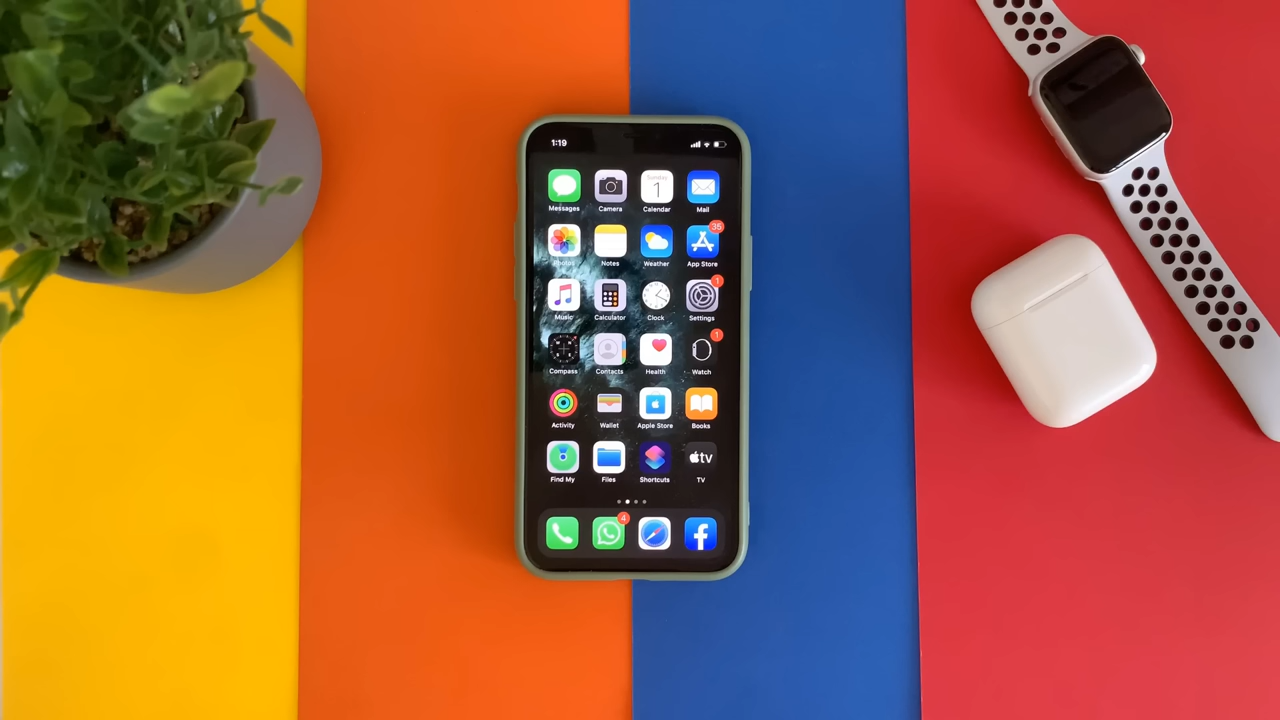 1:19
Messages Camera Sunday 1 Calendar Mail
Photos Notes Weather 35 App Store
Music Calculator Clock 1 Settings
Compass Contacts Health 1 Watch
Activity Wallet Apple Store Books
Find My Files Shortcuts tv TV
4